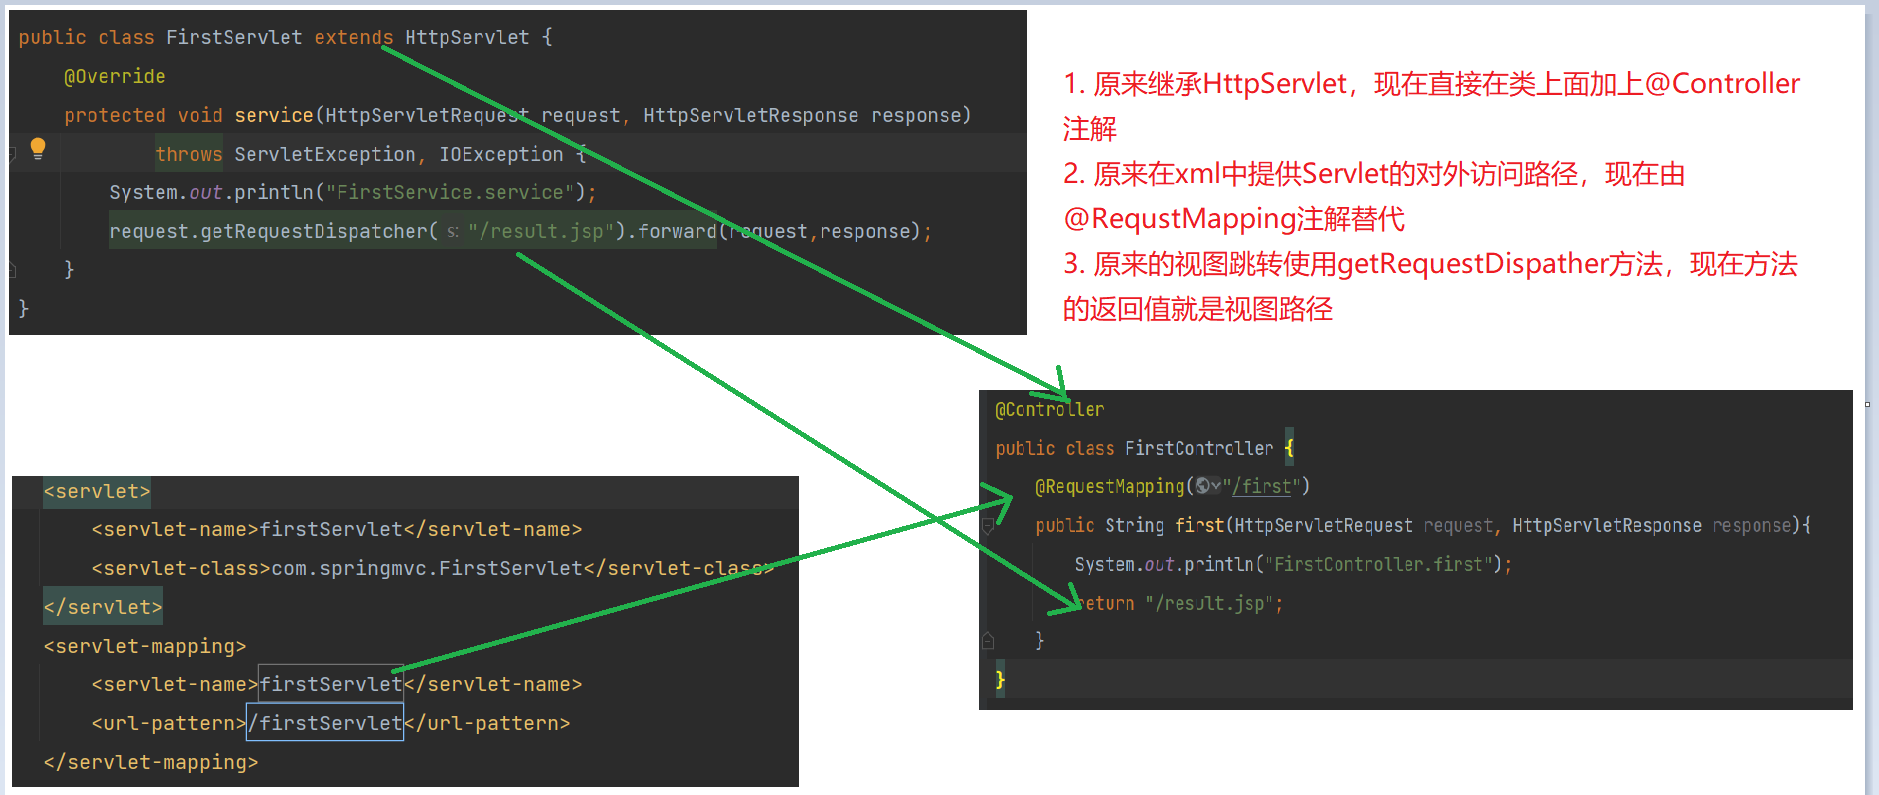 public class FirstServlet extends HttpServlet {
@Override
protected void service(HttpServletRequest request, HttpServletResponse response)
throws ServletException, IOException {
System.out.println("FirstService.service");
request.getRequestDispatcher( s: "/result.jsp").forward(request,response);
}
}
1. 原来继承HttpServlet，现在直接在类上面加上@Controller
注解
2. 原来在xml中提供Servlet的对外访问路径，现在由
@RequstMapping注解替代
3. 原来的视图跳转使用getRequestDispather方法，现在方法
的返回值就是视图路径
<servlet>
<servlet-name>firstServlet</servlet-name>
<servlet-class>com.springmvc.FirstServlet</servlet-class>
</servlet>
<servlet-mapping>
<servlet-name>firstServlet</servlet-name>
<url-pattern>/firstServlet</url-pattern>
</servlet-mapping>
@Controller
public class FirstController {
@RequestMapping("/first")
public String first(HttpServletRequest request, HttpServletResponse response){
System.out.println("FirstController.first");
return "/result.jsp";
}
}